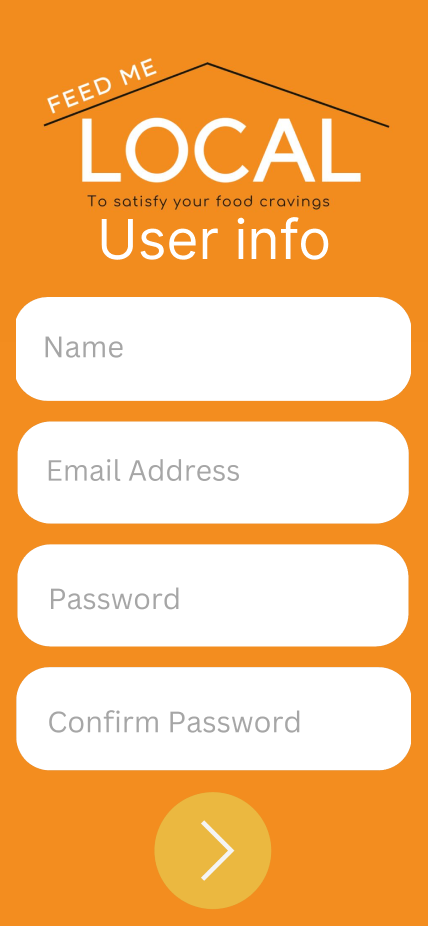 FEED ME
LOCAL
To satisfy your food cravings
User info
Name
Email Address
Password
Confirm Password